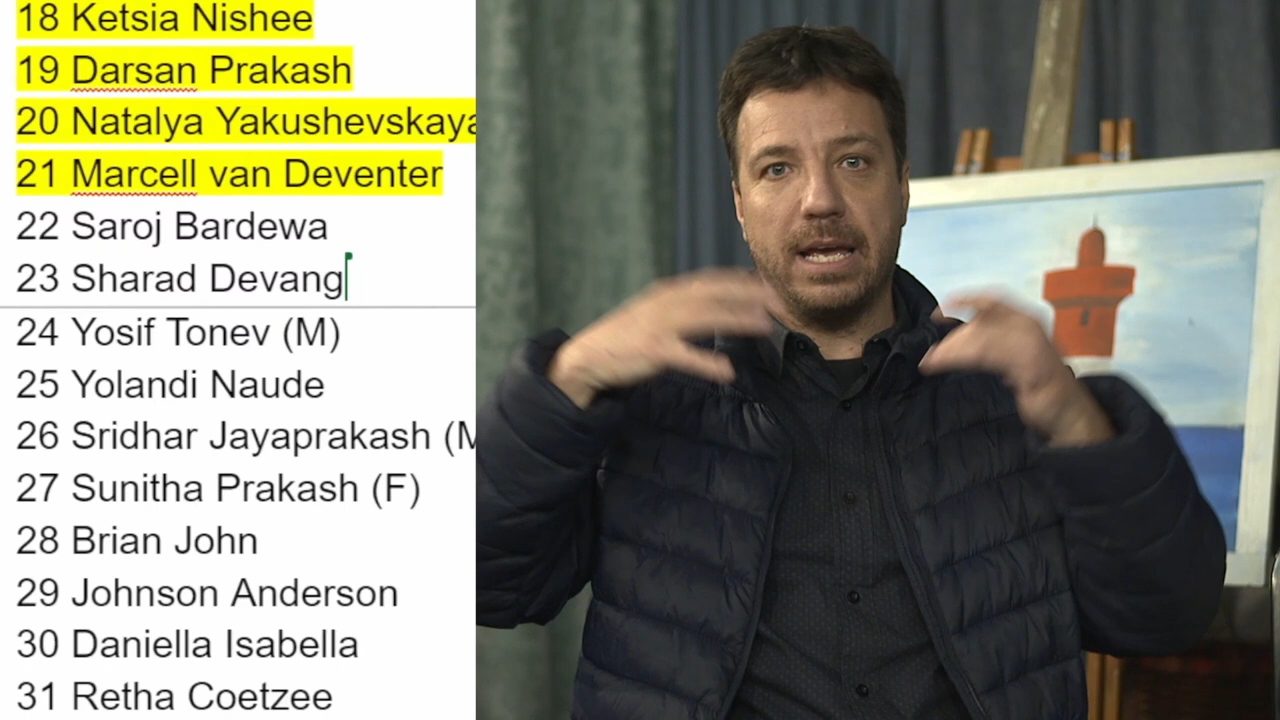 18 Ketsia Nishee
19 Darsan Prakash
20 Natalya Yakushevskaya
21 Marcell van Deventer
22 Saroj Bardewa
23 Sharad Devang
24 Yosif Tonev (M)
25 Yolandi Naude
26 Sridhar Jayaprakash (M
27 Sunitha Prakash (F)
28 Brian John
29 Johnson Anderson
30 Daniella Isabella
31 Retha Coetzee